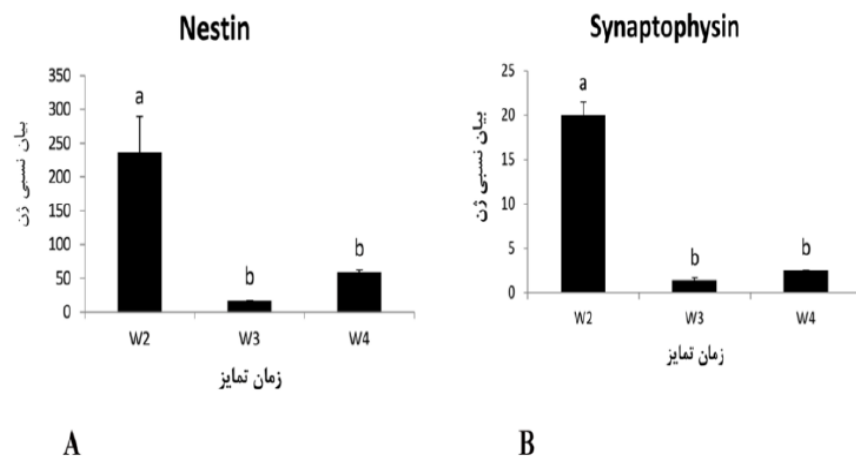 Nestin
بیان نسبی ژن
350
300
250
200
150
100
50
0
a
b
b
W2
W3
W4
زمان تمایز
A
Synaptophysin
بیان نسبی ژن
25
20
15
10
5
0
a
b
b
W2
W3
W4
زمان تمایز
B